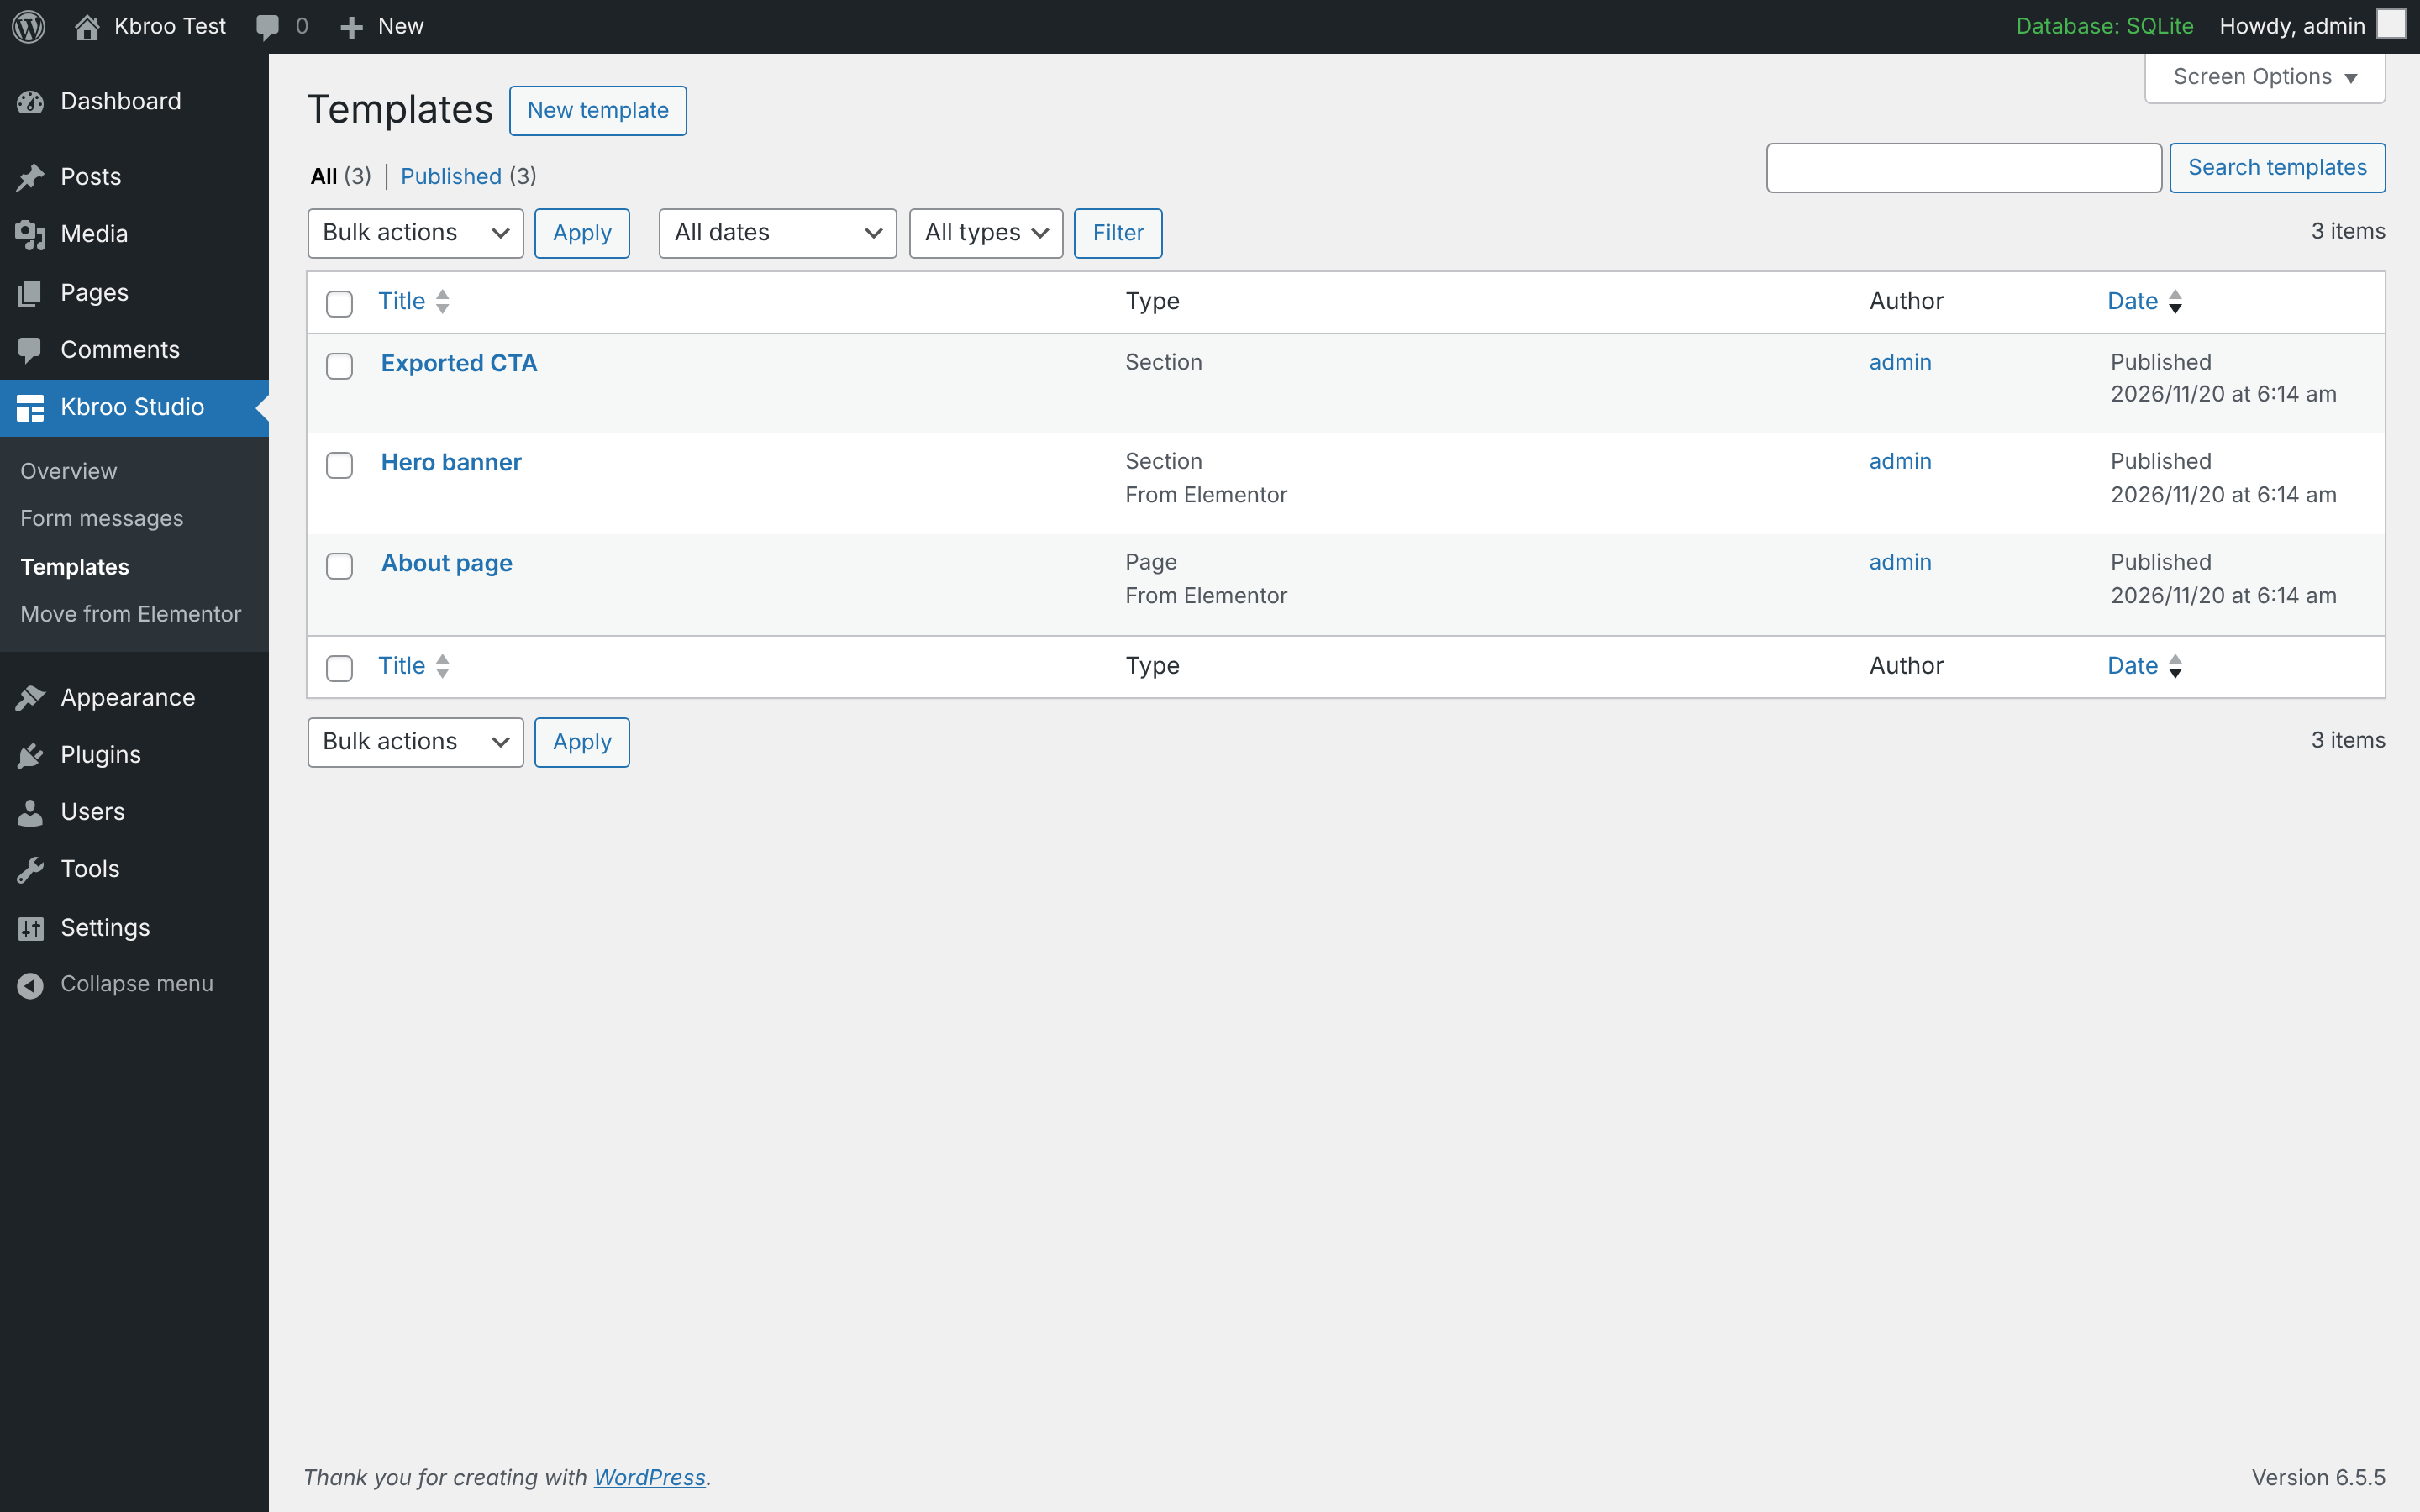 Kbroo Test 0 New Database: SQLite Howdy, admin
Screen Options
Dashboard
Posts
Media
Pages
Comments
Kbroo Studio
Overview
Form messages
Templates
Move from Elementor
Appearance
Plugins
Users
Tools
Settings
Collapse menu
Templates New template
All (3) | Published (3)
Search templates
Bulk actions Apply All dates All types Filter 3 items
Title Type Author Date
Exported CTA Section admin Published
2026/11/20 at 6:14 am
Hero banner Section admin Published
From Elementor 2026/11/20 at 6:14 am
About page Page admin Published
From Elementor 2026/11/20 at 6:14 am
Title Type Author Date
Bulk actions Apply 3 items
Thank you for creating with WordPress. Version 6.5.5